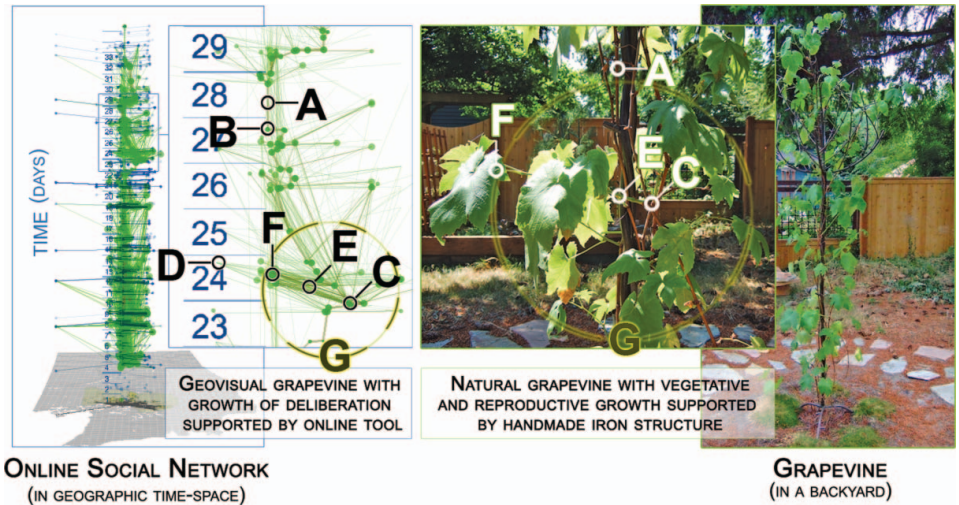 TIME (DAYS)
29
28
2
26
25
24
23
A
B
D
F
E
C
G
A
F
E
C
G
GEOVISUAL GRAPEVINE WITH
GROWTH OF DELIBERATION
SUPPORTED BY ONLINE TOOL
NATURAL GRAPEVINE WITH VEGETATIVE
AND REPRODUCTIVE GROWTH SUPPORTED
BY HANDMADE IRON STRUCTURE
ONLINE SOCIAL NETWORK
(IN GEOGRAPHIC TIME-SPACE)
GRAPEVINE
(IN A BACKYARD)